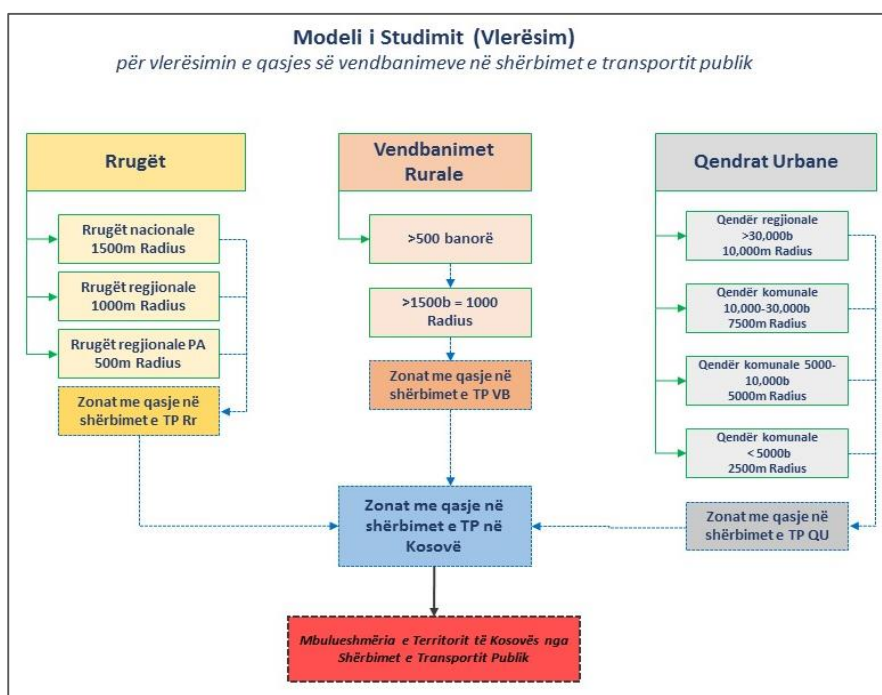 Modeli i Studimit (Vlerësim)
për vlerësimin e qasjes së vendbanimeve në shërbimet e transportit publik
Rrugët
Rrugët nacionale
1500m Radius
Rrugët regjionale
1000m Radius
Rrugët regjionale PA
500m Radius
Zonat me qasje në
shërbimet e TP Rr
Vendbanimet
Rurale
>500 banorë
>1500b = 1000
Radius
Zonat me qasje në
shërbimet e TP VB
Qendrat Urbane
Qendër regjionale
>30,000b
10,000m Radius
Qendër komunale
10,000-30,000b
7500m Radius
Qendër komunale 5000-
10,000b
5000m Radius
Qendër komunale
< 5000b
2500m Radius
Zonat me qasje në
shërbimet e TP QU
Zonat me qasje në
shërbimet e TP në
Kosovë
Mbulueshmëria e Territorit të Kosovës nga
Shërbimet e Transportit Publik